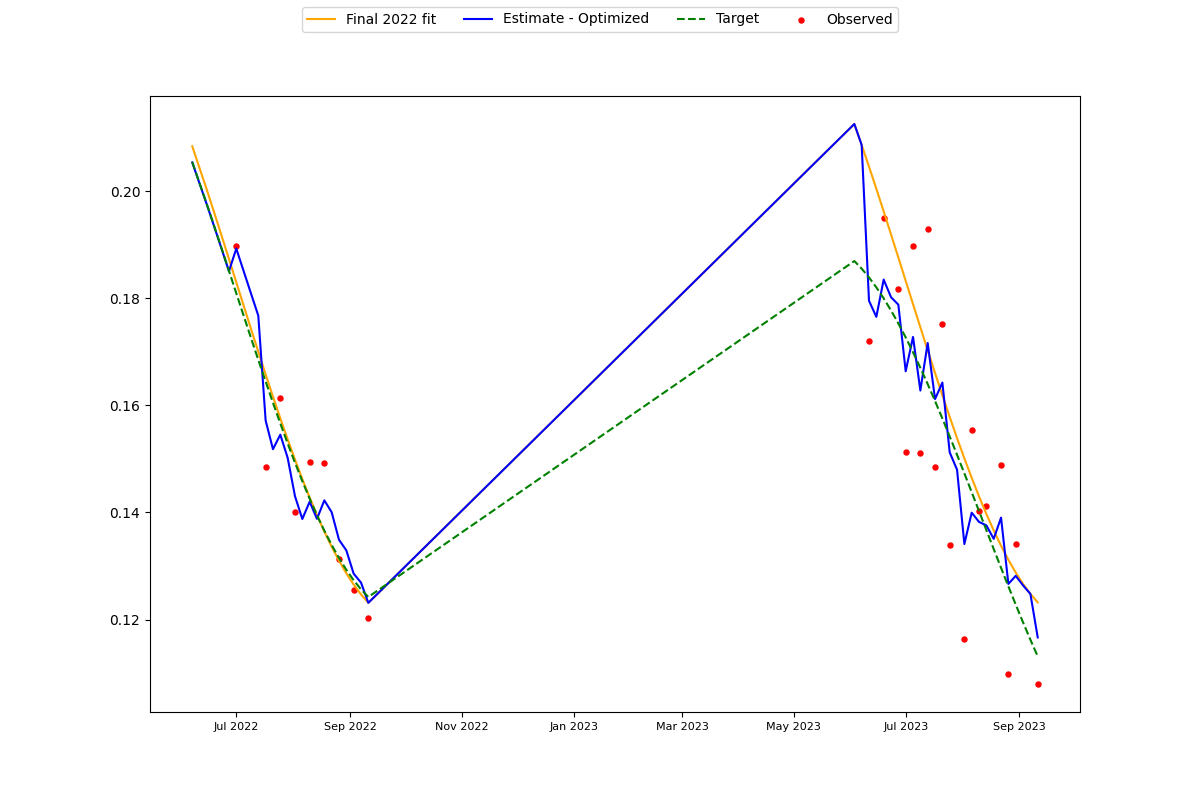 Final 2022 fit Estimate - Optimized Target Observed
0.20
0.18
0.16
0.14
0.12
Jul 2022 Sep 2022 Nov 2022 Jan 2023 Mar 2023 May 2023 Jul 2023 Sep 2023